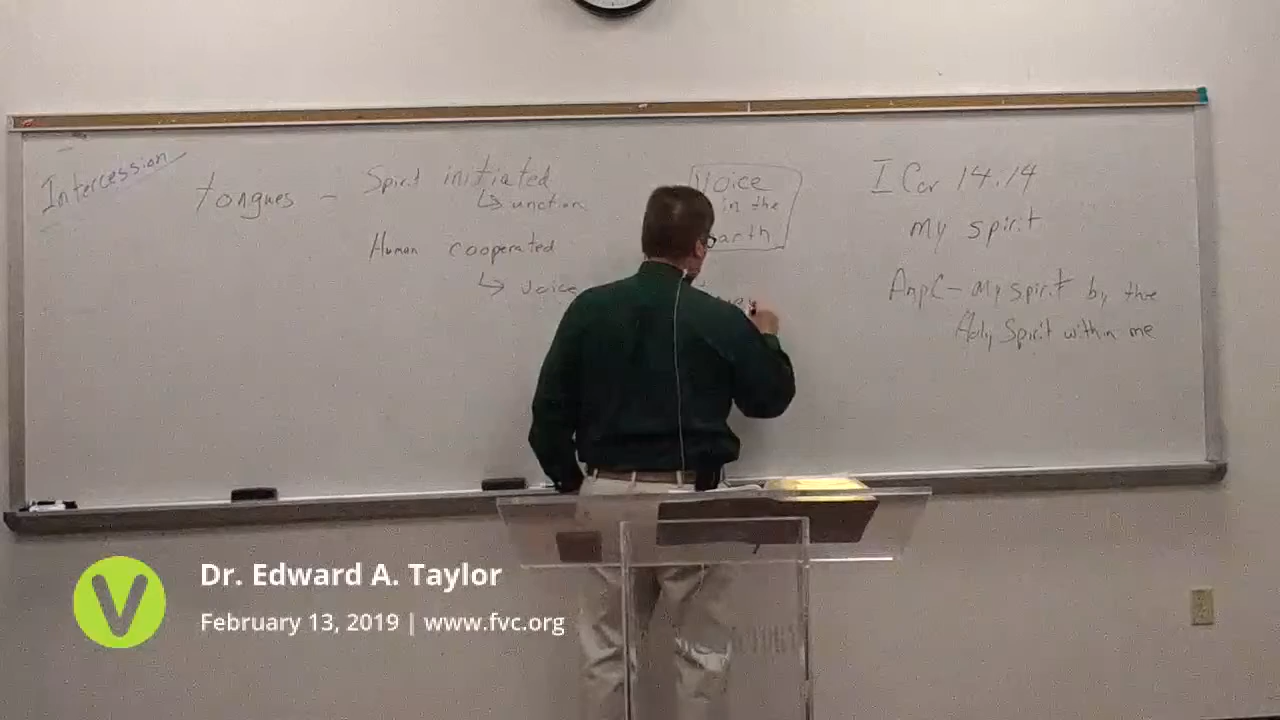 Intercession
tongues - Spirit initiated
↳ unction
Human cooperated
↳ voice
Voice
in the
earth
I Cor 14.14
my spirit
AmpC - My spirit by the
Holy Spirit within me
V
Dr. Edward A. Taylor
February 13, 2019 | www.fvc.org